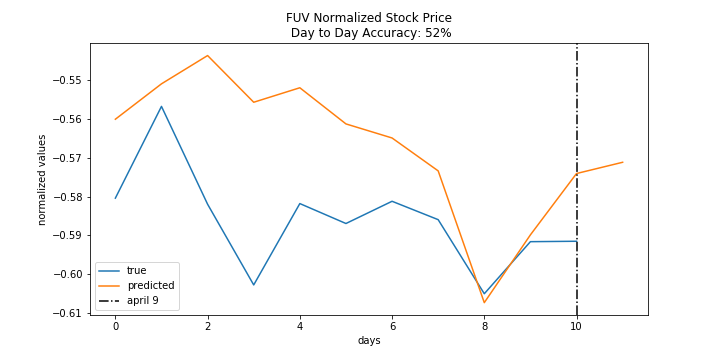 FUV Normalized Stock Price
Day to Day Accuracy: 52%
normalized values
−0.55
−0.56
−0.57
−0.58
−0.59
−0.60
−0.61
true
predicted
april 9
0
2
4
6
8
10
days